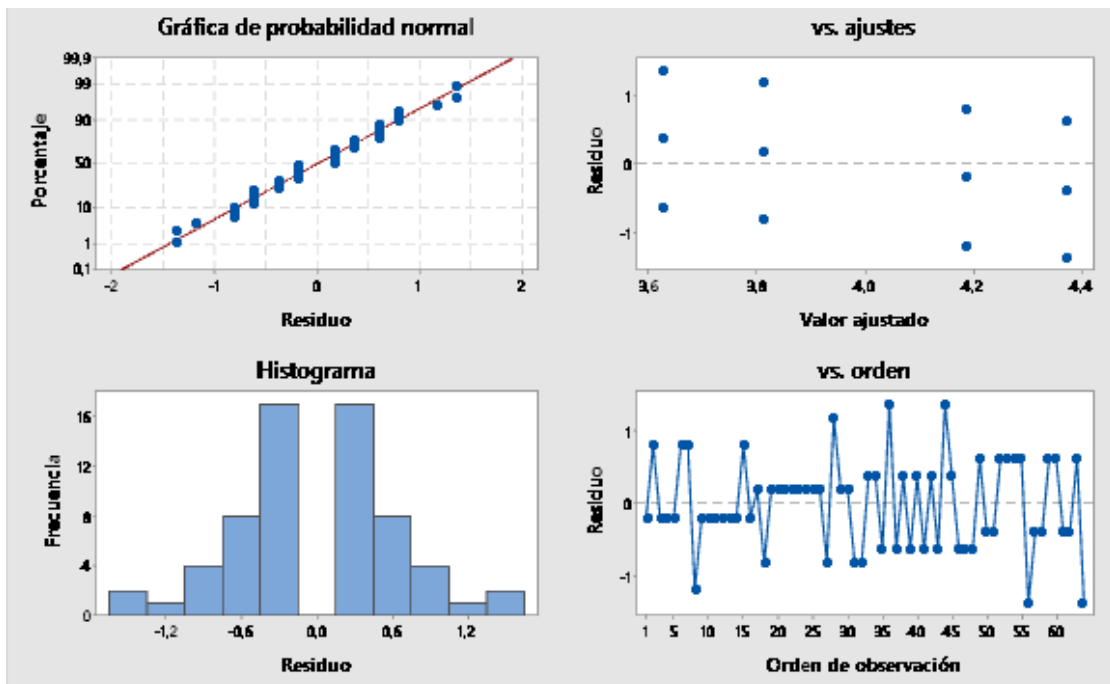 Gráfica de probabilidad normal
99,9
99
90
50
10
1
0,1
Porcentaje
-2 -1 0 1 2
Residuo
vs. ajustes
1
0
-1
Residuo
3,6 3,8 4,0 4,2 4,4
Valor ajustado
Histograma
16
12
8
4
0
Frecuencia
-1,2 -0,6 0,0 0,6 1,2
Residuo
vs. orden
1
0
-1
Residuo
1 5 10 15 20 25 30 35 40 45 50 55 60
Orden de observación